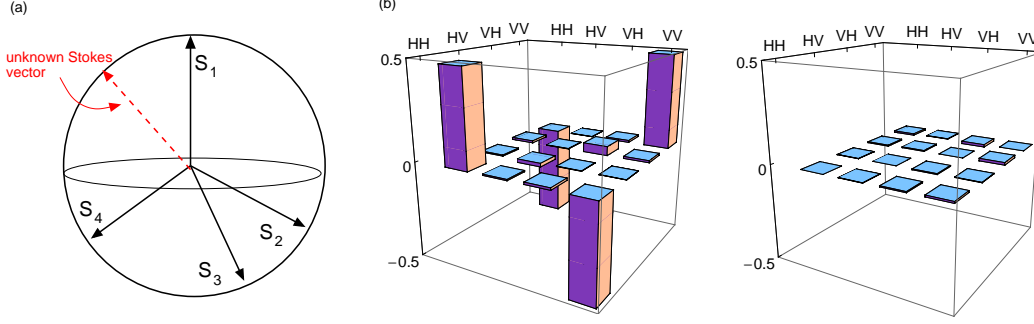 (a)
unknown Stokes
vector
S1
S2
S3
S4
(b)
HH
HV
VH
VV
HH
HV
VH
VV
0.5
0
−0.5
HH
HV
VH
VV
HH
HV
VH
VV
0.5
0
−0.5